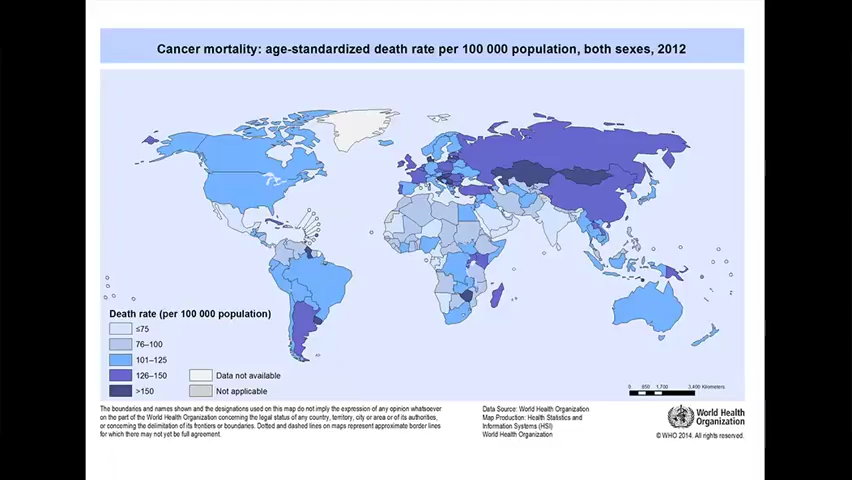 Cancer mortality: age-standardized death rate per 100 000 population, both sexes, 2012
Death rate (per 100 000 population)
≤75
76–100
101–125
126–150
>150
Data not available
Not applicable
0 850 1,700 3,400 Kilometers
The boundaries and names shown and the designations used on this map do not imply the expression of any opinion whatsoever
on the part of the World Health Organization concerning the legal status of any country, territory, city or area or of its authorities,
or concerning the delimitation of its frontiers or boundaries. Dotted and dashed lines on maps represent approximate border lines
for which there may not yet be full agreement.
Data Source: World Health Organization
Map Production: Health Statistics and
Information Systems (HSI)
World Health Organization
World Health
Organization
© WHO 2014. All rights reserved.